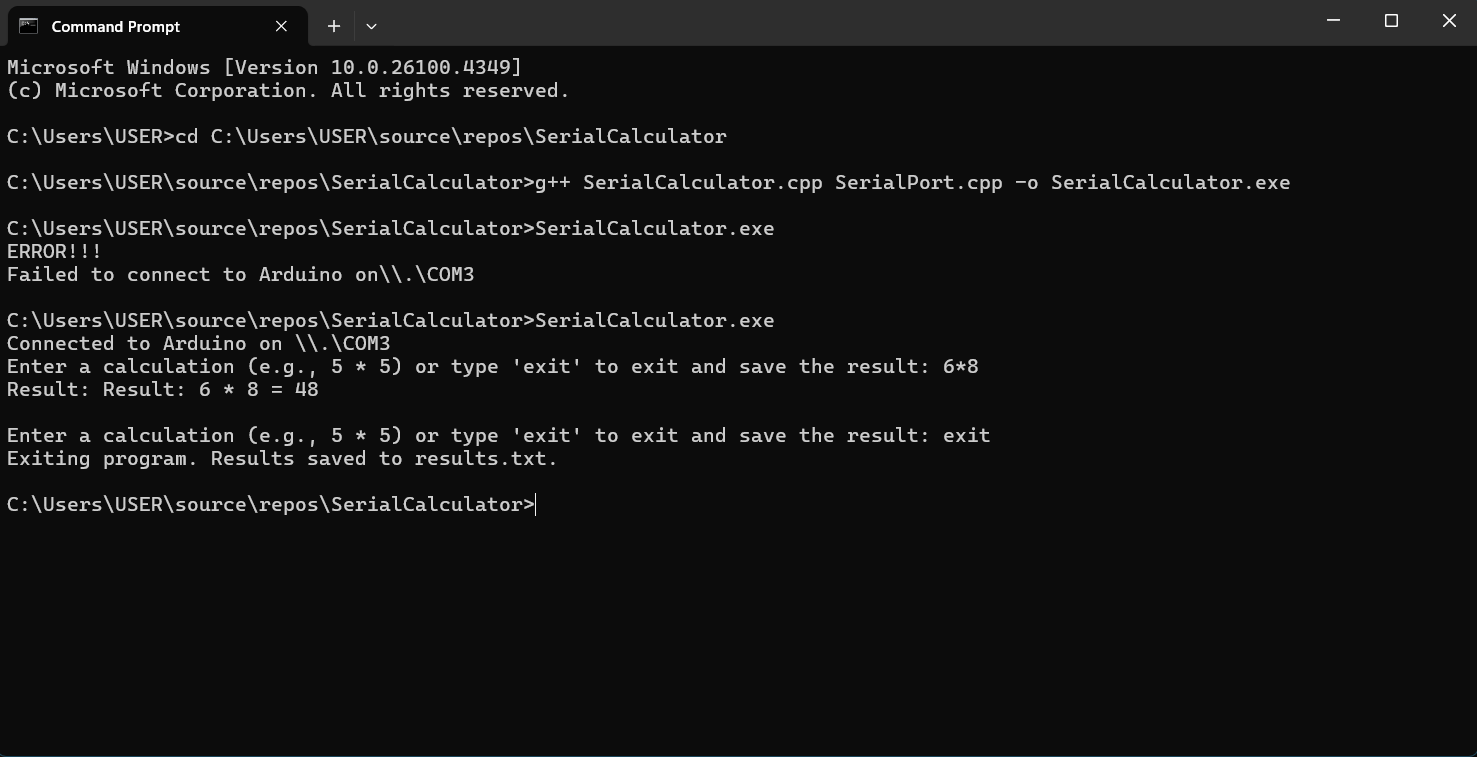 Command Prompt
Microsoft Windows [Version 10.0.26100.4349]
(c) Microsoft Corporation. All rights reserved.
C:\Users\USER>cd C:\Users\USER\source\repos\SerialCalculator
C:\Users\USER\source\repos\SerialCalculator>g++ SerialCalculator.cpp SerialPort.cpp -o SerialCalculator.exe
C:\Users\USER\source\repos\SerialCalculator>SerialCalculator.exe
ERROR!!!
Failed to connect to Arduino on\\.\COM3
C:\Users\USER\source\repos\SerialCalculator>SerialCalculator.exe
Connected to Arduino on \\.\COM3
Enter a calculation (e.g., 5 * 5) or type 'exit' to exit and save the result: 6*8
Result: Result: 6 * 8 = 48
Enter a calculation (e.g., 5 * 5) or type 'exit' to exit and save the result: exit
Exiting program. Results saved to results.txt.
C:\Users\USER\source\repos\SerialCalculator>